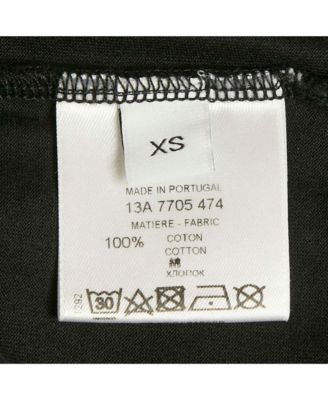 XS
MADE IN PORTUGAL
13A 7705 474
MATIERE - FABRIC
100% COTON
COTTON
ХЛОПОК
30